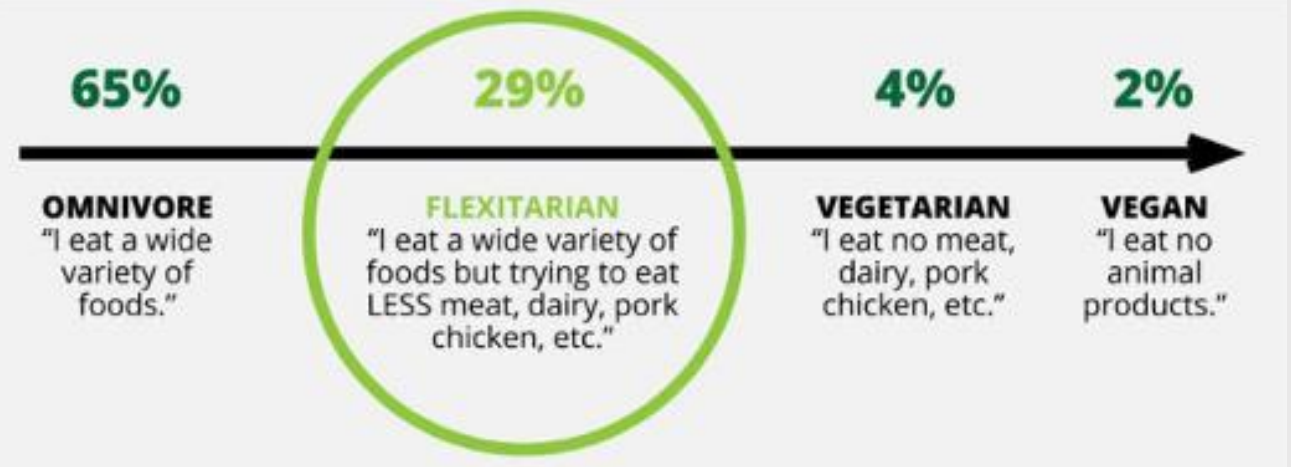 65%
29%
4%
2%
OMNIVORE
“I eat a wide
variety of
foods.”
FLEXITARIAN
“I eat a wide variety of
foods but trying to eat
LESS meat, dairy, pork
chicken, etc.”
VEGETARIAN
“I eat no meat,
dairy, pork
chicken, etc.”
VEGAN
“I eat no
animal
products.”